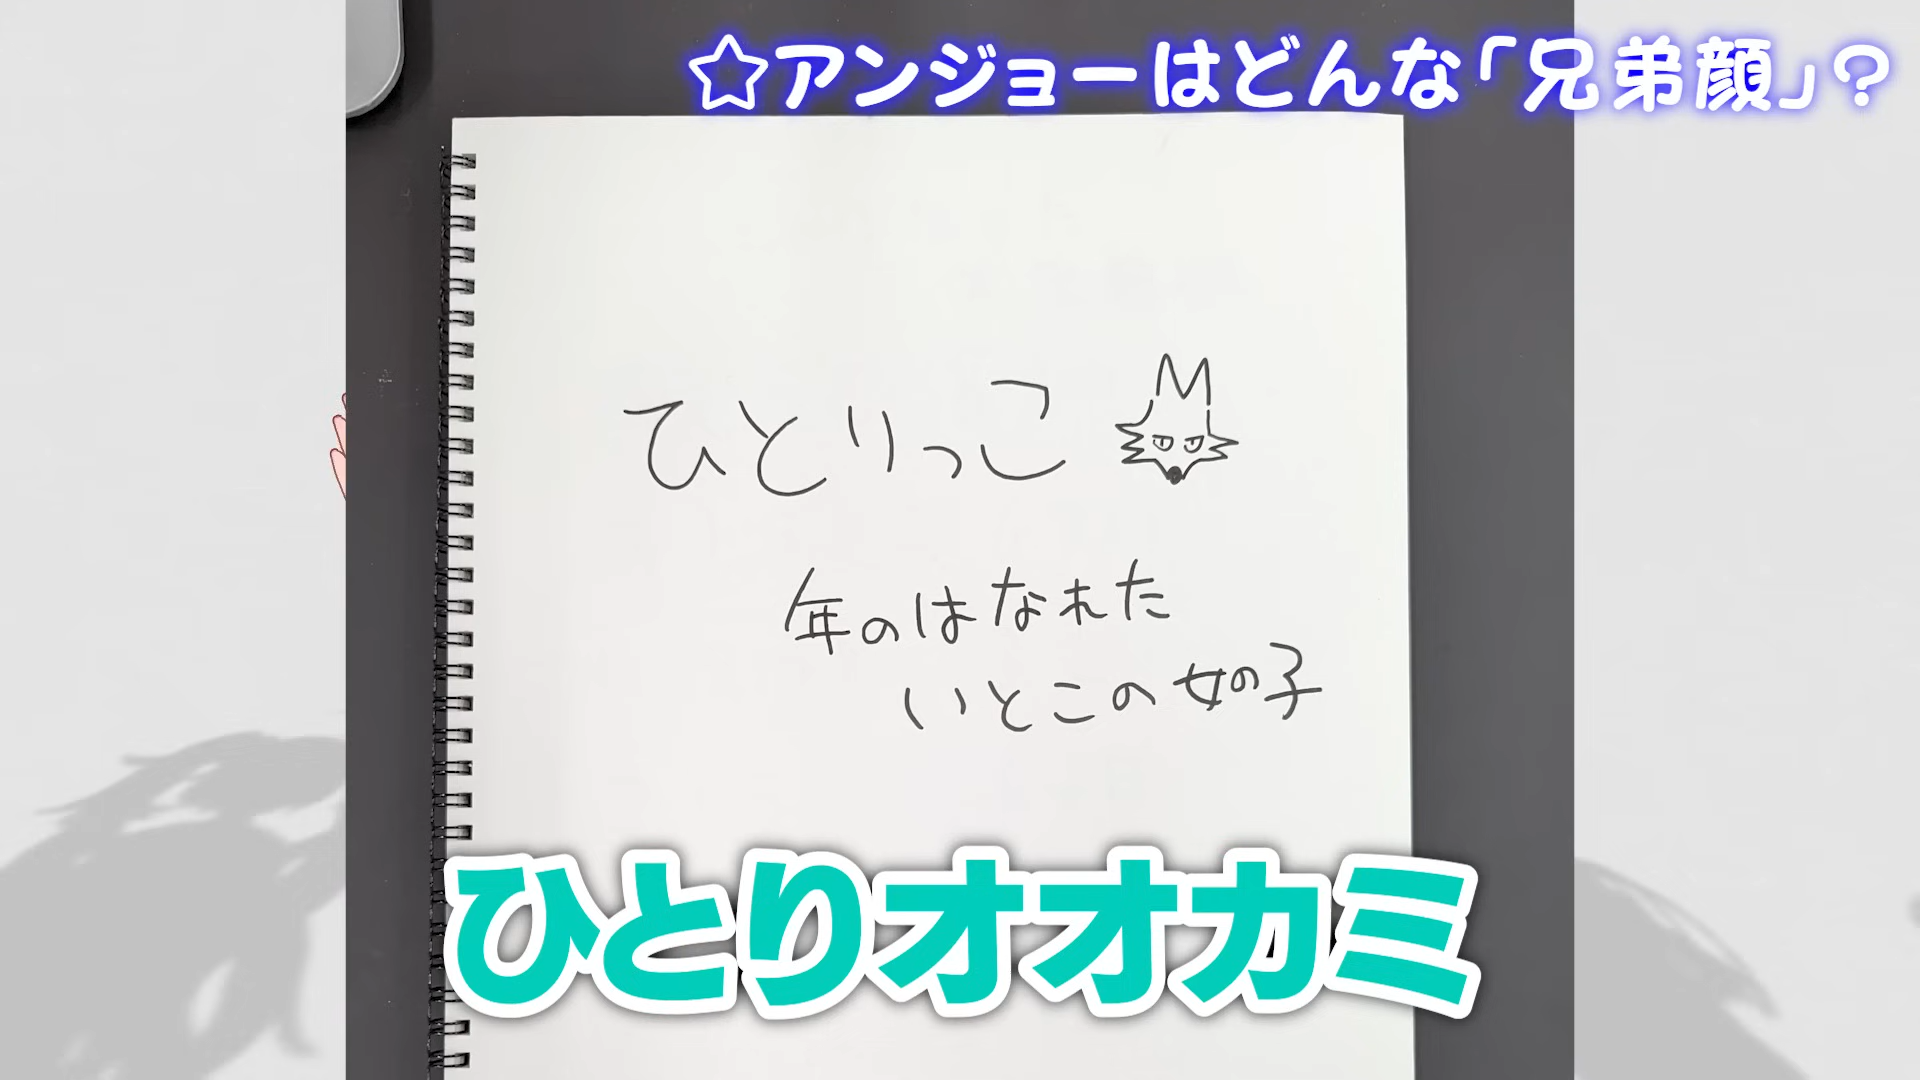 ☆アンジョーはどんな「兄弟顔」?
ひとりっこ
年のはなれた
いとこの女の子
ひとりオオカミ